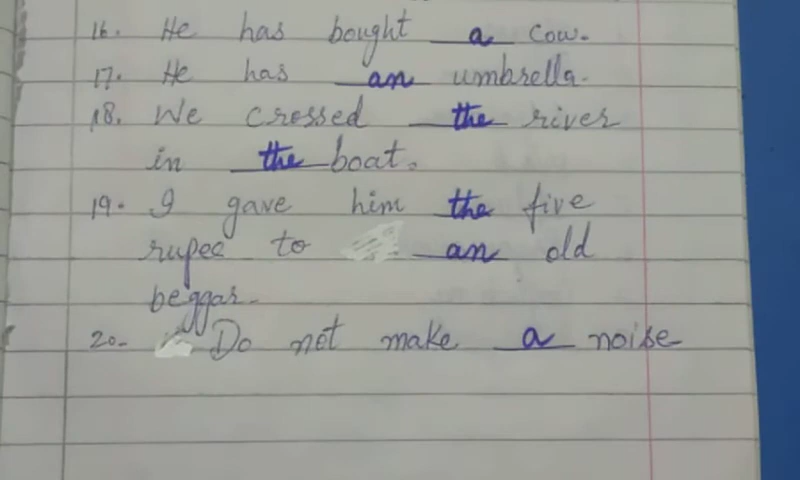 16. He has bought a cow.
17. He has an umbrella.
18. We crossed the river
in the boat.
19. I gave him the five
rupee to an old
beggar.
20. Do not make a noise